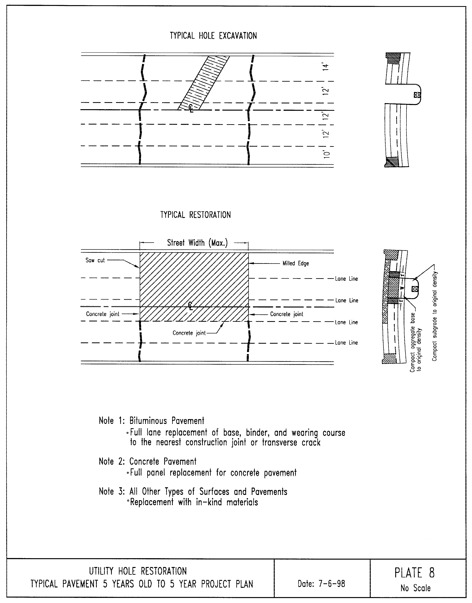 TYPICAL HOLE EXCAVATION
14'
12'
12'
12'
10'
TYPICAL RESTORATION
Street Width (Max.)
Saw cut
Milled Edge
Lane Line
Lane Line
Concrete joint
Concrete joint
Concrete joint
Lane Line
Lane Line
Compact aggregate base
to original density
Compact subgrade to original density
Note 1: Bituminous Pavement
-Full lane replacement of base, binder, and wearing course
to the nearest construction joint or transverse crack
Note 2: Concrete Pavement
-Full panel replacement for concrete pavement
Note 3: All Other Types of Surfaces and Pavements
-Replacement with in-kind materials
UTILITY HOLE RESTORATION
TYPICAL PAVEMENT 5 YEARS OLD TO 5 YEAR PROJECT PLAN
Date: 7-6-98
PLATE 8
No Scale